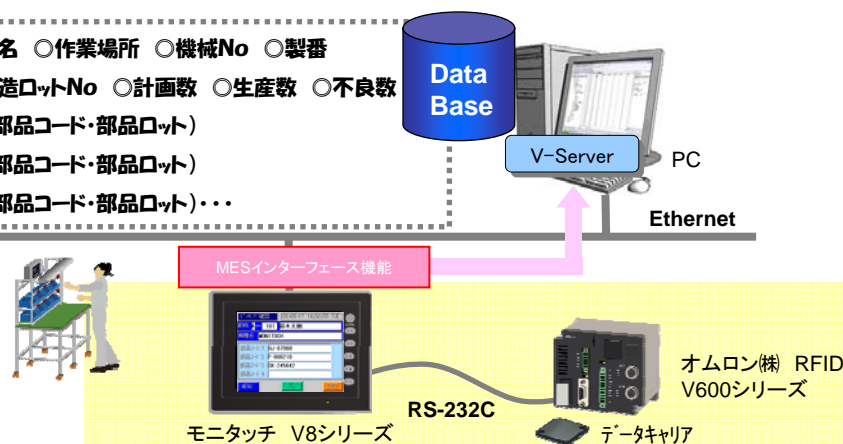 名 ○作業場所 ○機械No ○製番
造ロットNo ○計画数 ○生産数 ○不良数
部品コード・部品ロット）
部品コード・部品ロット）
部品コード・部品ロット）・・・
Data
Base
V-Server
PC
Ethernet
MESインターフェース機能
MONITOUCH
RS-232C
オムロン㈱ RFID
V600シリーズ
モニタッチ V8シリーズ
ﾃﾞｰﾀｷｬﾘｱ